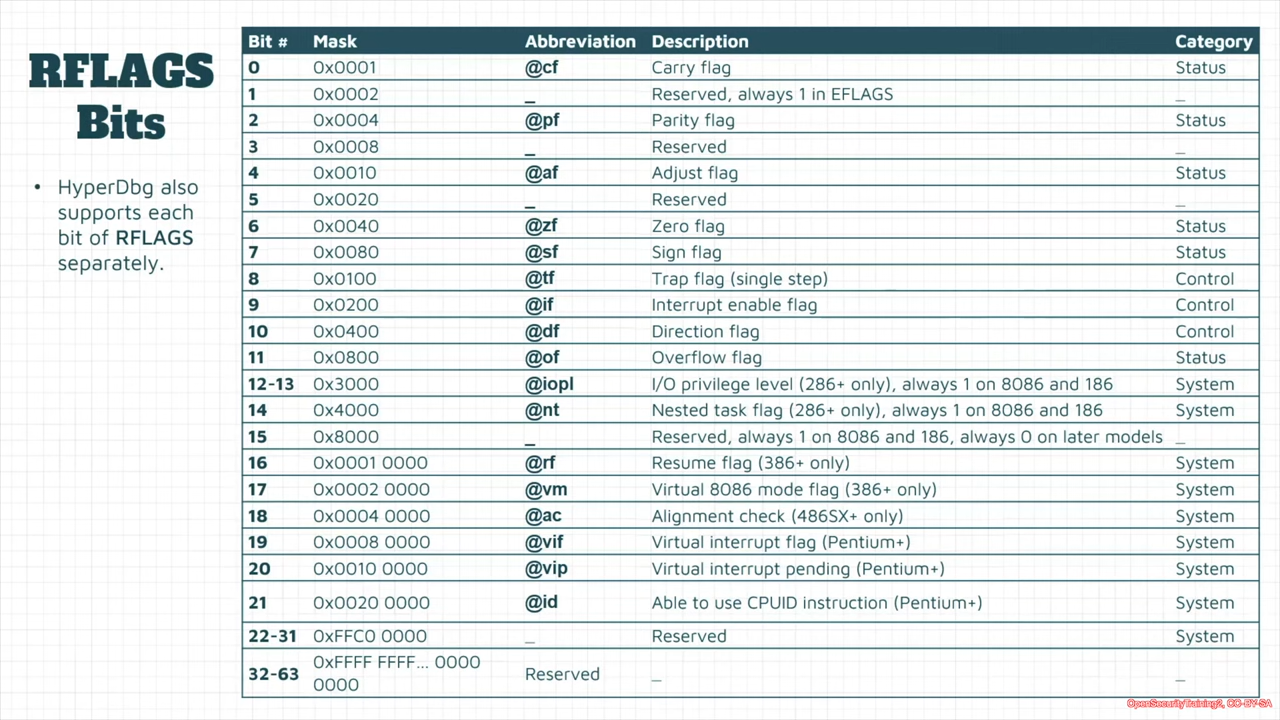 RFLAGS
Bits
• HyperDbg also
supports each
bit of RFLAGS
separately.
Bit # Mask Abbreviation Description Category
0 0x0001 @cf Carry flag Status
1 0x0002 _ Reserved, always 1 in EFLAGS _
2 0x0004 @pf Parity flag Status
3 0x0008 _ Reserved _
4 0x0010 @af Adjust flag Status
5 0x0020 _ Reserved _
6 0x0040 @zf Zero flag Status
7 0x0080 @sf Sign flag Status
8 0x0100 @tf Trap flag (single step) Control
9 0x0200 @if Interrupt enable flag Control
10 0x0400 @df Direction flag Control
11 0x0800 @of Overflow flag Status
12-13 0x3000 @iopl I/O privilege level (286+ only), always 1 on 8086 and 186 System
14 0x4000 @nt Nested task flag (286+ only), always 1 on 8086 and 186 System
15 0x8000 _ Reserved, always 1 on 8086 and 186, always 0 on later models _
16 0x0001 0000 @rf Resume flag (386+ only) System
17 0x0002 0000 @vm Virtual 8086 mode flag (386+ only) System
18 0x0004 0000 @ac Alignment check (486SX+ only) System
19 0x0008 0000 @vif Virtual interrupt flag (Pentium+) System
20 0x0010 0000 @vip Virtual interrupt pending (Pentium+) System
21 0x0020 0000 @id Able to use CPUID instruction (Pentium+) System
22-31 0xFFC0 0000 _ Reserved System
32-63 0xFFFF FFFF... 0000
0000 Reserved _ _
OpenSecurityTraining2, CC-BY-SA